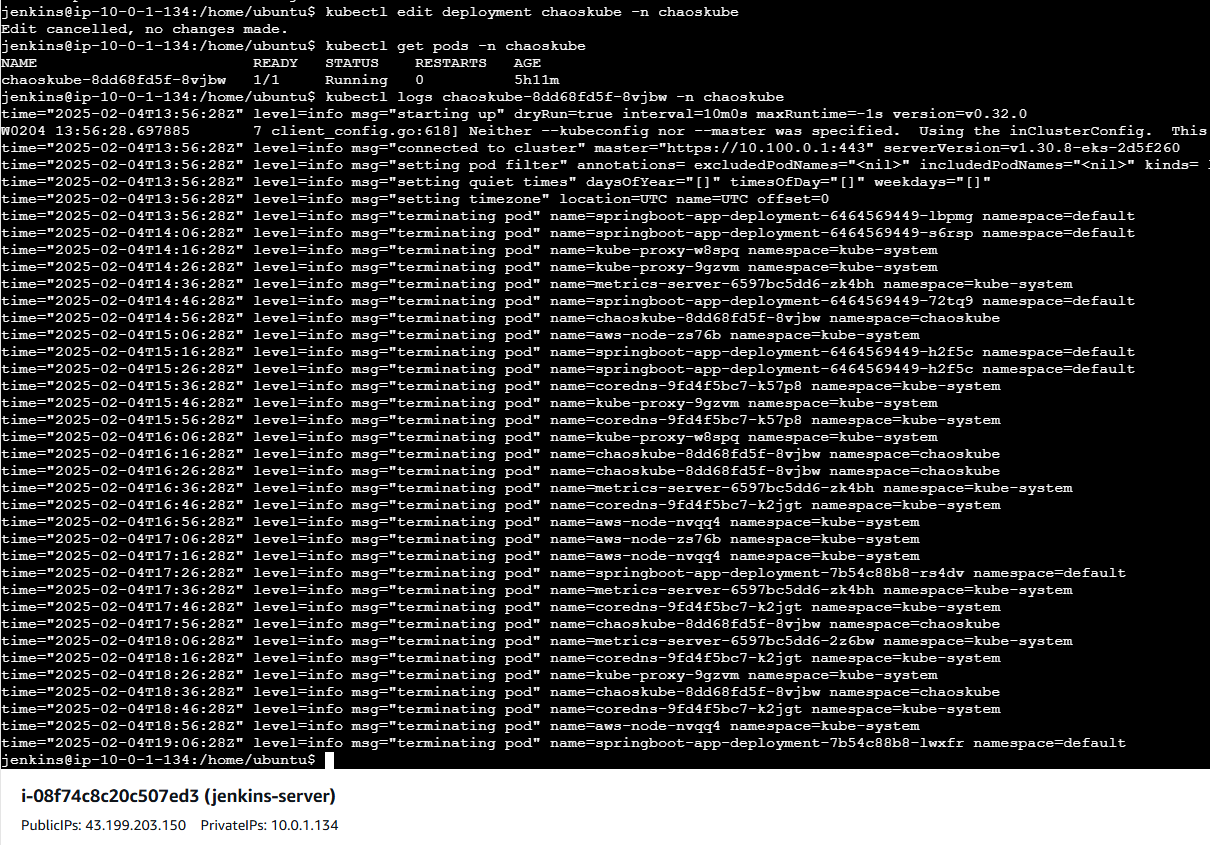 jenkins@ip-10-0-1-134:/home/ubuntu$ kubectl edit deployment chaoskube -n chaoskube
Edit cancelled, no changes made.
jenkins@ip-10-0-1-134:/home/ubuntu$ kubectl get pods -n chaoskube
NAME READY STATUS RESTARTS AGE
chaoskube-8dd68fd5f-8vjbw 1/1 Running 0 5h11m
jenkins@ip-10-0-1-134:/home/ubuntu$ kubectl logs chaoskube-8dd68fd5f-8vjbw -n chaoskube
time="2025-02-04T13:56:28Z" level=info msg="starting up" dryRun=true interval=10m0s maxRuntime=-1s version=v0.32.0
W0204 13:56:28.697885 7 client_config.go:618] Neither --kubeconfig nor --master was specified. Using the inClusterConfig. This
time="2025-02-04T13:56:28Z" level=info msg="connected to cluster" master="https://10.100.0.1:443" serverVersion=v1.30.8-eks-2d5f260
time="2025-02-04T13:56:28Z" level=info msg="setting pod filter" annotations= excludedPodNames="<nil>" includedPodNames="<nil>" kinds=
time="2025-02-04T13:56:28Z" level=info msg="setting quiet times" daysOfYear="[]" timesOfDay="[]" weekdays="[]"
time="2025-02-04T13:56:28Z" level=info msg="setting timezone" location=UTC name=UTC offset=0
time="2025-02-04T13:56:28Z" level=info msg="terminating pod" name=springboot-app-deployment-6464569449-lbpmg namespace=default
time="2025-02-04T14:06:28Z" level=info msg="terminating pod" name=springboot-app-deployment-6464569449-s6rsp namespace=default
time="2025-02-04T14:16:28Z" level=info msg="terminating pod" name=kube-proxy-w8spq namespace=kube-system
time="2025-02-04T14:26:28Z" level=info msg="terminating pod" name=kube-proxy-9gzvm namespace=kube-system
time="2025-02-04T14:36:28Z" level=info msg="terminating pod" name=metrics-server-6597bc5dd6-zk4bh namespace=kube-system
time="2025-02-04T14:46:28Z" level=info msg="terminating pod" name=springboot-app-deployment-6464569449-72tq9 namespace=default
time="2025-02-04T14:56:28Z" level=info msg="terminating pod" name=chaoskube-8dd68fd5f-8vjbw namespace=chaoskube
time="2025-02-04T15:06:28Z" level=info msg="terminating pod" name=aws-node-zs76b namespace=kube-system
time="2025-02-04T15:16:28Z" level=info msg="terminating pod" name=springboot-app-deployment-6464569449-h2f5c namespace=default
time="2025-02-04T15:26:28Z" level=info msg="terminating pod" name=springboot-app-deployment-6464569449-h2f5c namespace=default
time="2025-02-04T15:36:28Z" level=info msg="terminating pod" name=coredns-9fd4f5bc7-k57p8 namespace=kube-system
time="2025-02-04T15:46:28Z" level=info msg="terminating pod" name=kube-proxy-9gzvm namespace=kube-system
time="2025-02-04T15:56:28Z" level=info msg="terminating pod" name=coredns-9fd4f5bc7-k57p8 namespace=kube-system
time="2025-02-04T16:06:28Z" level=info msg="terminating pod" name=kube-proxy-w8spq namespace=kube-system
time="2025-02-04T16:16:28Z" level=info msg="terminating pod" name=chaoskube-8dd68fd5f-8vjbw namespace=chaoskube
time="2025-02-04T16:26:28Z" level=info msg="terminating pod" name=chaoskube-8dd68fd5f-8vjbw namespace=chaoskube
time="2025-02-04T16:36:28Z" level=info msg="terminating pod" name=metrics-server-6597bc5dd6-zk4bh namespace=kube-system
time="2025-02-04T16:46:28Z" level=info msg="terminating pod" name=coredns-9fd4f5bc7-k2jgt namespace=kube-system
time="2025-02-04T16:56:28Z" level=info msg="terminating pod" name=aws-node-nvqq4 namespace=kube-system
time="2025-02-04T17:06:28Z" level=info msg="terminating pod" name=aws-node-zs76b namespace=kube-system
time="2025-02-04T17:16:28Z" level=info msg="terminating pod" name=aws-node-nvqq4 namespace=kube-system
time="2025-02-04T17:26:28Z" level=info msg="terminating pod" name=springboot-app-deployment-7b54c88b8-rs4dv namespace=default
time="2025-02-04T17:36:28Z" level=info msg="terminating pod" name=metrics-server-6597bc5dd6-zk4bh namespace=kube-system
time="2025-02-04T17:46:28Z" level=info msg="terminating pod" name=coredns-9fd4f5bc7-k2jgt namespace=kube-system
time="2025-02-04T17:56:28Z" level=info msg="terminating pod" name=chaoskube-8dd68fd5f-8vjbw namespace=chaoskube
time="2025-02-04T18:06:28Z" level=info msg="terminating pod" name=metrics-server-6597bc5dd6-2z6bw namespace=kube-system
time="2025-02-04T18:16:28Z" level=info msg="terminating pod" name=coredns-9fd4f5bc7-k2jgt namespace=kube-system
time="2025-02-04T18:26:28Z" level=info msg="terminating pod" name=kube-proxy-9gzvm namespace=kube-system
time="2025-02-04T18:36:28Z" level=info msg="terminating pod" name=chaoskube-8dd68fd5f-8vjbw namespace=chaoskube
time="2025-02-04T18:46:28Z" level=info msg="terminating pod" name=coredns-9fd4f5bc7-k2jgt namespace=kube-system
time="2025-02-04T18:56:28Z" level=info msg="terminating pod" name=aws-node-nvqq4 namespace=kube-system
time="2025-02-04T19:06:28Z" level=info msg="terminating pod" name=springboot-app-deployment-7b54c88b8-lwxfr namespace=default
jenkins@ip-10-0-1-134:/home/ubuntu$
i-08f74c8c20c507ed3 (jenkins-server)
PublicIPs: 43.199.203.150 PrivateIPs: 10.0.1.134